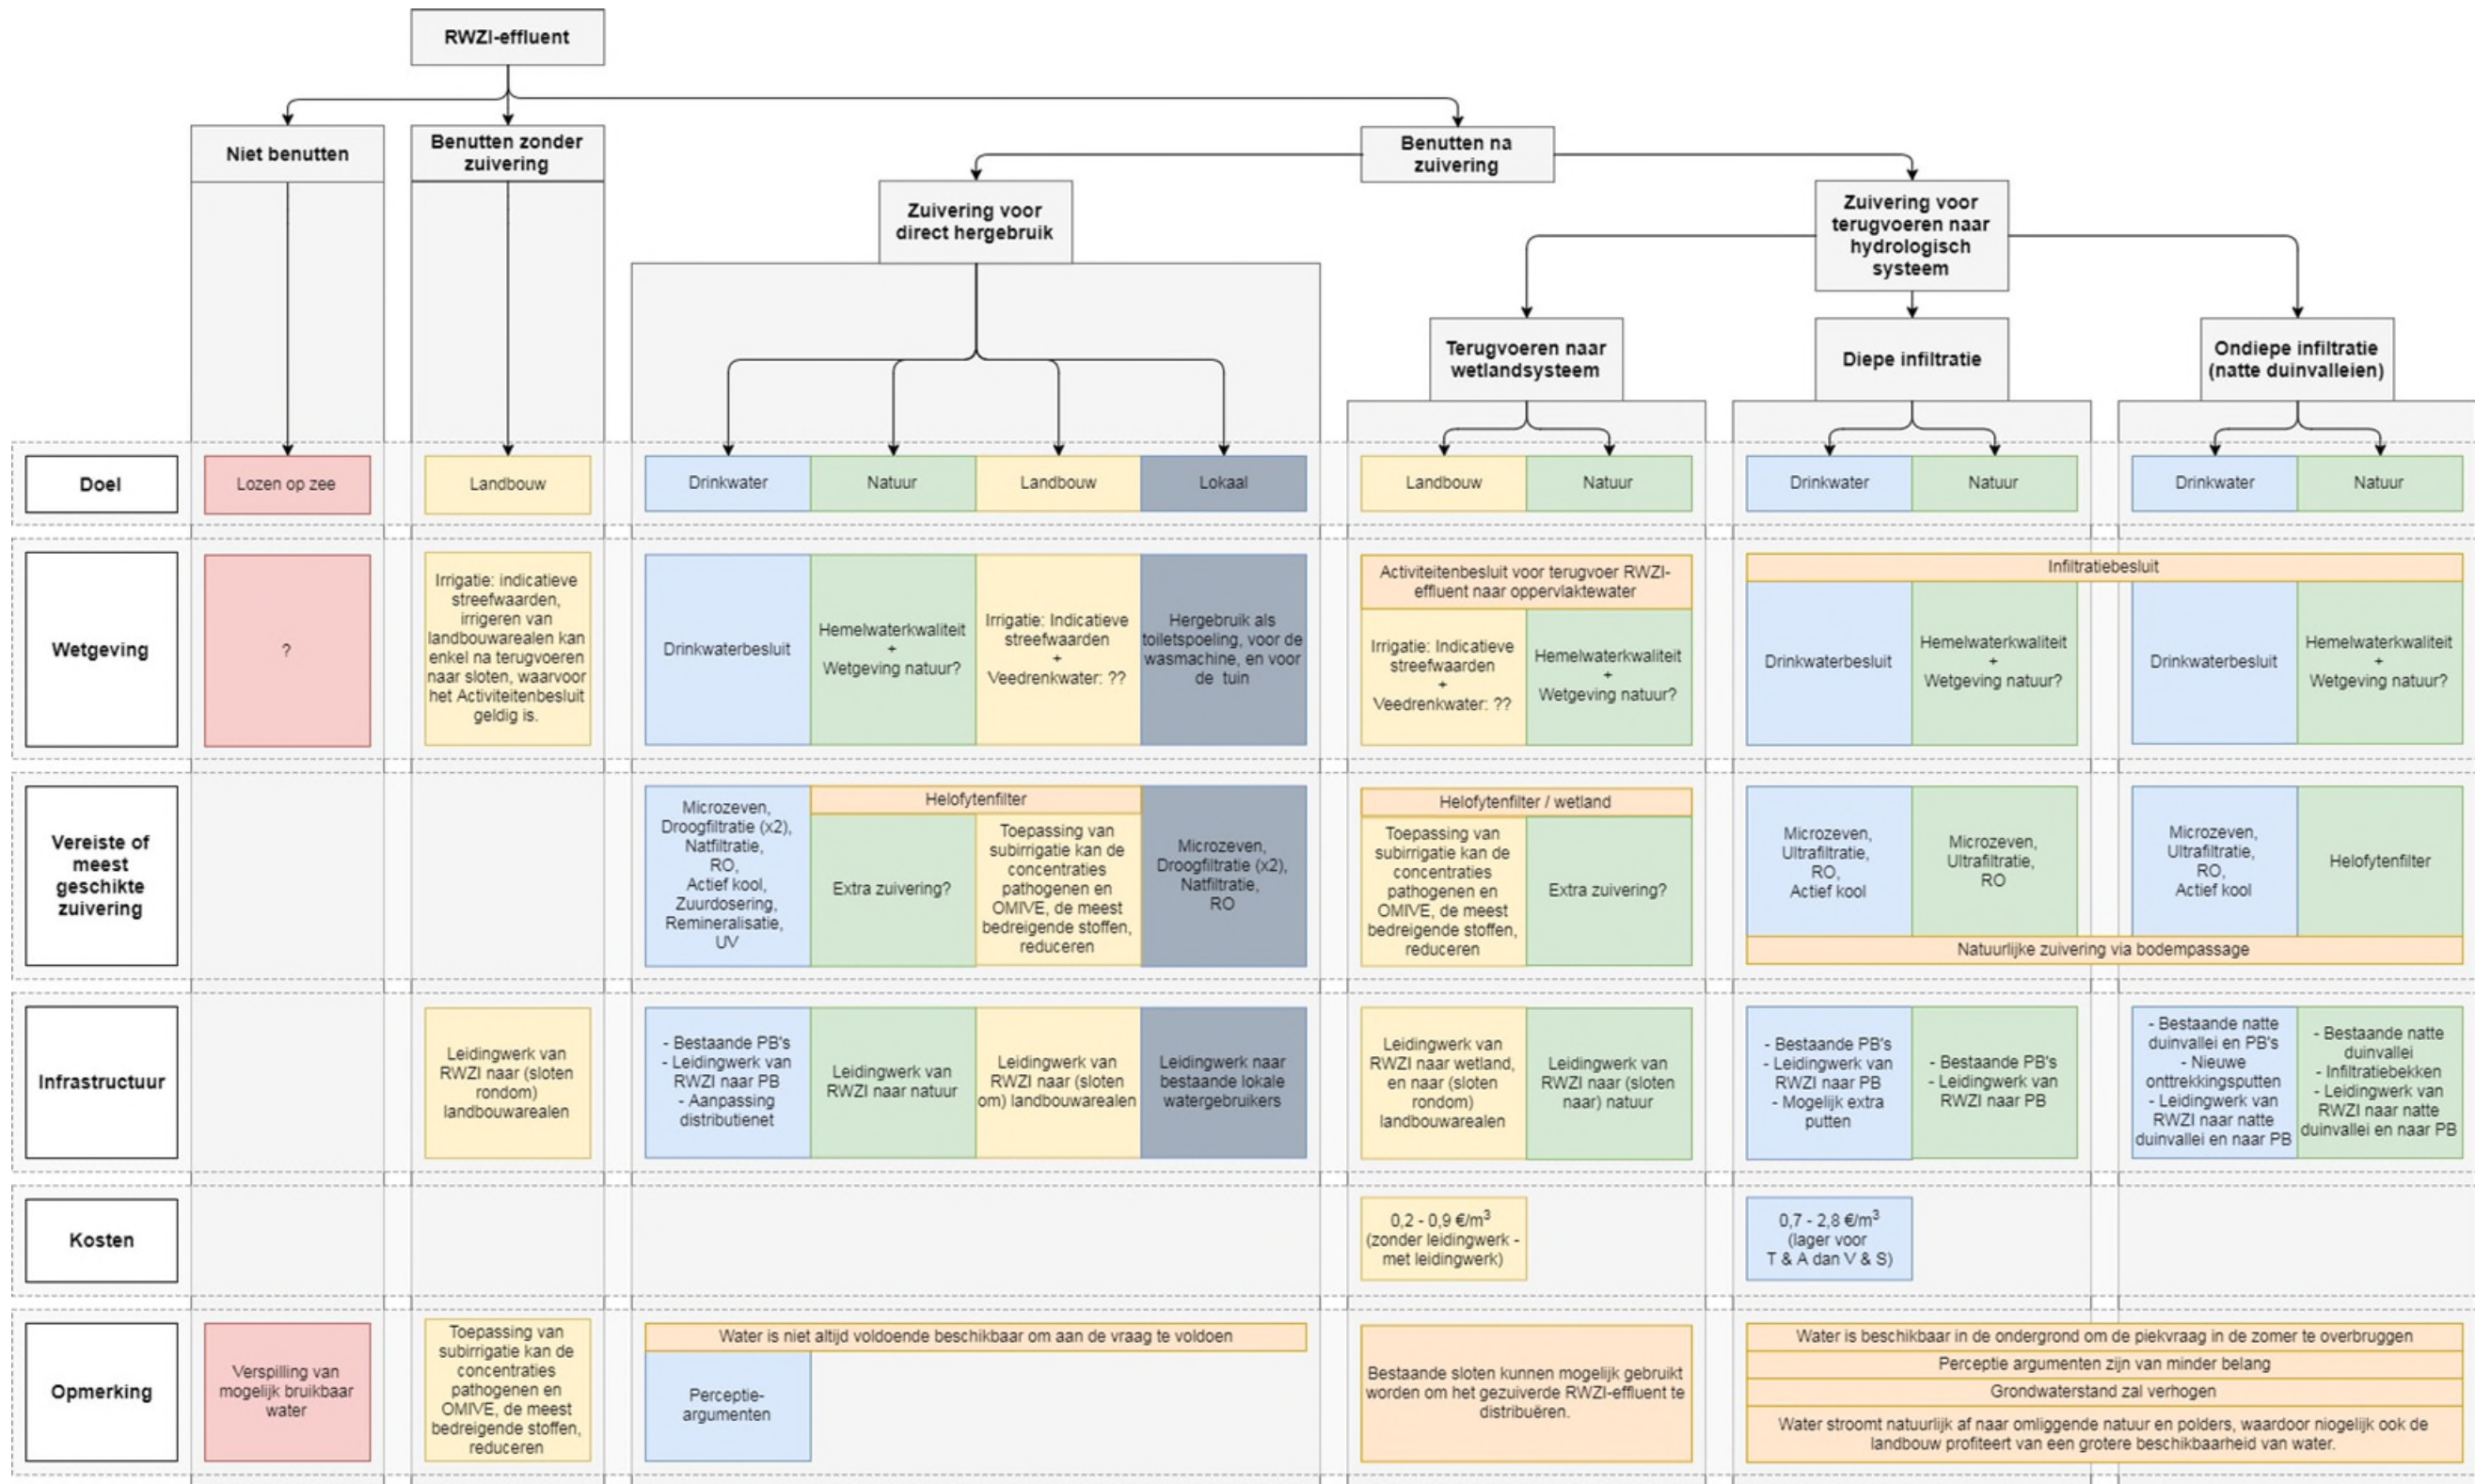 RWZI-effluent
Niet benutten
Benutten zonder
zuivering
Benutten na
zuivering
Zuivering voor
direct hergebruik
Zuivering voor
terugvoeren naar
hydrologisch
systeem
Terugvoeren naar
wetlandsysteem
Diepe infiltratie
Ondiepe infiltratie
(natte duinvalleien)
Doel
Lozen op zee
Landbouw
Drinkwater
Natuur
Landbouw
Lokaal
Landbouw
Natuur
Drinkwater
Natuur
Drinkwater
Natuur
Wetgeving
?
Irrigatie: indicatieve
streefwaarden,
irrigeren van
landbouwarealen kan
enkel na terugvoeren
naar sloten, waarvoor
het Activiteitenbesluit
geldig is.
Drinkwaterbesluit
Hemelwaterkwaliteit
+
Wetgeving natuur?
Irrigatie: Indicatieve
streefwaarden
+
Veedrenkwater: ??
Hergebruik als
toiletspoeling, voor de
wasmachine, en voor
de tuin
Activiteitenbesluit voor terugvoer RWZI-
effluent naar oppervlaktewater
Irrigatie: Indicatieve
streefwaarden
+
Veedrenkwater: ??
Hemelwaterkwaliteit
+
Wetgeving natuur?
Infiltratiebesluit
Drinkwaterbesluit
Hemelwaterkwaliteit
+
Wetgeving natuur?
Drinkwaterbesluit
Hemelwaterkwaliteit
+
Wetgeving natuur?
Vereiste of
meest
geschikte
zuivering
Microzeven,
Droogfiltratie (x2),
Natfiltratie,
RO,
Actief kool,
Zuurdosering,
Remineralisatie,
UV
Helofytenfilter
Extra zuivering?
Toepassing van
subirrigatie kan de
concentraties
pathogenen en
OMIVE, de meest
bedreigende stoffen,
reduceren
Microzeven,
Droogfiltratie (x2),
Natfiltratie,
RO
Helofytenfilter / wetland
Toepassing van
subirrigatie kan de
concentraties
pathogenen en
OMIVE, de meest
bedreigende stoffen,
reduceren
Extra zuivering?
Microzeven,
Ultrafiltratie,
RO,
Actief kool
Microzeven,
Ultrafiltratie,
RO
Microzeven,
Ultrafiltratie,
RO,
Actief kool
Helofytenfilter
Natuurlijke zuivering via bodempassage
Infrastructuur
Leidingwerk van
RWZI naar (sloten
rondom)
landbouwarealen
- Bestaande PB's
- Leidingwerk van
RWZI naar PB
- Aanpassing
distributienet
Leidingwerk van
RWZI naar natuur
Leidingwerk van
RWZI naar (sloten
om) landbouwarealen
Leidingwerk naar
bestaande lokale
watergebruikers
Leidingwerk van
RWZI naar wetland,
en naar (sloten
rondom)
landbouwarealen
Leidingwerk van
RWZI naar (sloten
naar) natuur
- Bestaande PB's
- Leidingwerk van
RWZI naar PB
- Mogelijk extra
putten
- Bestaande PB's
- Leidingwerk van
RWZI naar PB
- Bestaande natte
duinvallei en PB's
- Nieuwe
onttrekkingsputten
- Leidingwerk van
RWZI naar natte
duinvallei en naar PB
- Bestaande natte
duinvallei
- Infiltratiebekken
- Leidingwerk van
RWZI naar natte
duinvallei en naar PB
Kosten
0,2 - 0,9 €/m³
(zonder leidingwerk -
met leidingwerk)
0,7 - 2,8 €/m³
(lager voor
T & A dan V & S)
Opmerking
Verspilling van
mogelijk bruikbaar
water
Toepassing van
subirrigatie kan de
concentraties
pathogenen en
OMIVE, de meest
bedreigende stoffen,
reduceren
Water is niet altijd voldoende beschikbaar om aan de vraag te voldoen
Perceptie-
argumenten
Bestaande sloten kunnen mogelijk gebruikt
worden om het gezuiverde RWZI-effluent te
distribuëren.
Water is beschikbaar in de ondergrond om de piekvraag in de zomer te overbruggen
Perceptie argumenten zijn van minder belang
Grondwaterstand zal verhogen
Water stroomt natuurlijk af naar omliggende natuur en polders, waardoor niogelijk ook de
landbouw profiteert van een grotere beschikbaarheid van water.